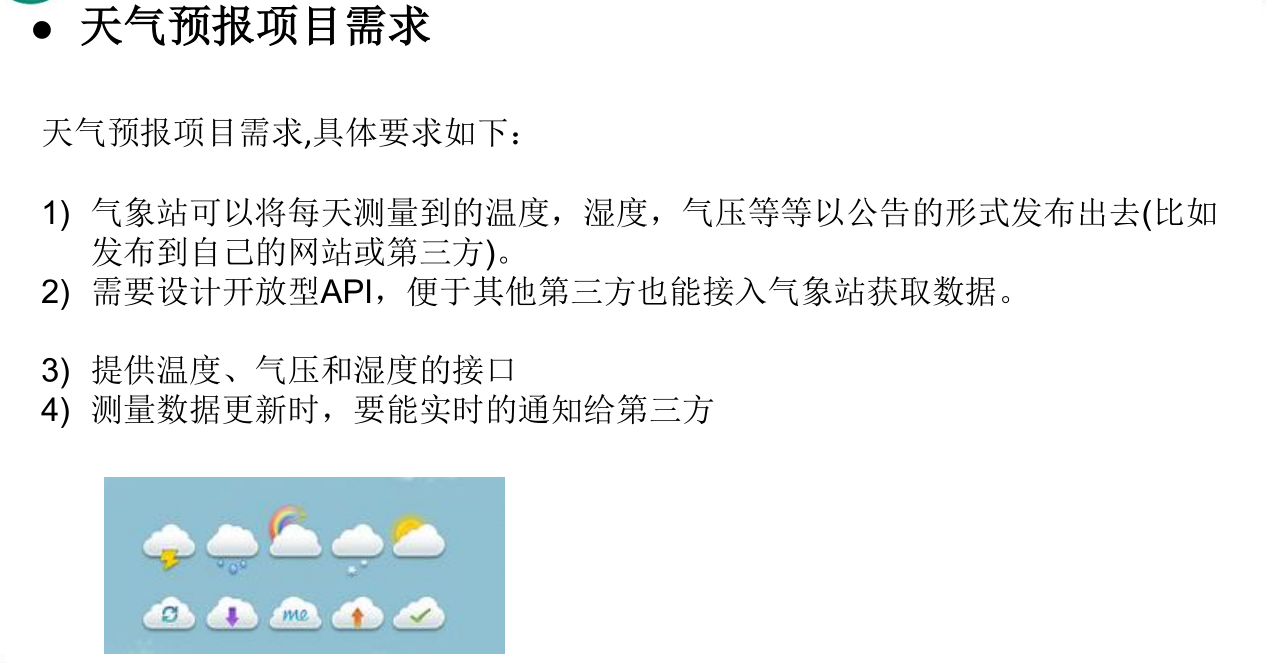 ● 天气预报项目需求
天气预报项目需求,具体要求如下：
1) 气象站可以将每天测量到的温度，湿度，气压等等以公告的形式发布出去(比如
发布到自己的网站或第三方)。
2) 需要设计开放型API，便于其他第三方也能接入气象站获取数据。
3) 提供温度、气压和湿度的接口
4) 测量数据更新时，要能实时的通知给第三方
me